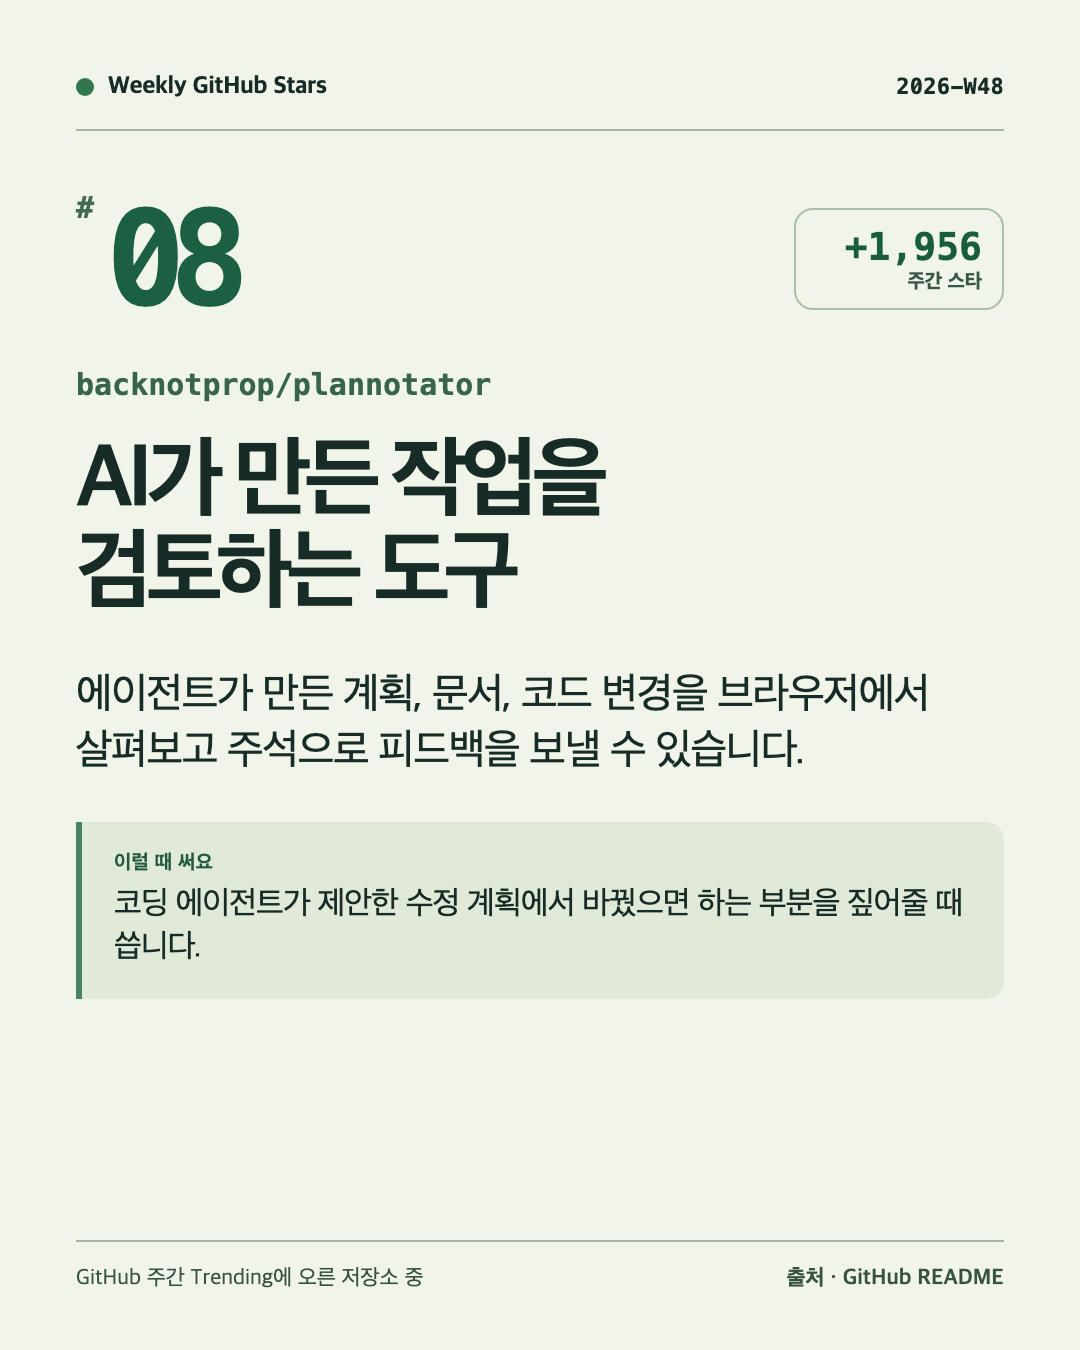 Weekly GitHub Stars
2026-W48
#08
+1,956
주간 스타
backnotprop/plannotator
AI가 만든 작업을
검토하는 도구
에이전트가 만든 계획, 문서, 코드 변경을 브라우저에서
살펴보고 주석으로 피드백을 보낼 수 있습니다.
이럴 때 써요
코딩 에이전트가 제안한 수정 계획에서 바꿨으면 하는 부분을 짚어줄 때
씁니다.
GitHub 주간 Trending에 오른 저장소 중
출처 · GitHub README